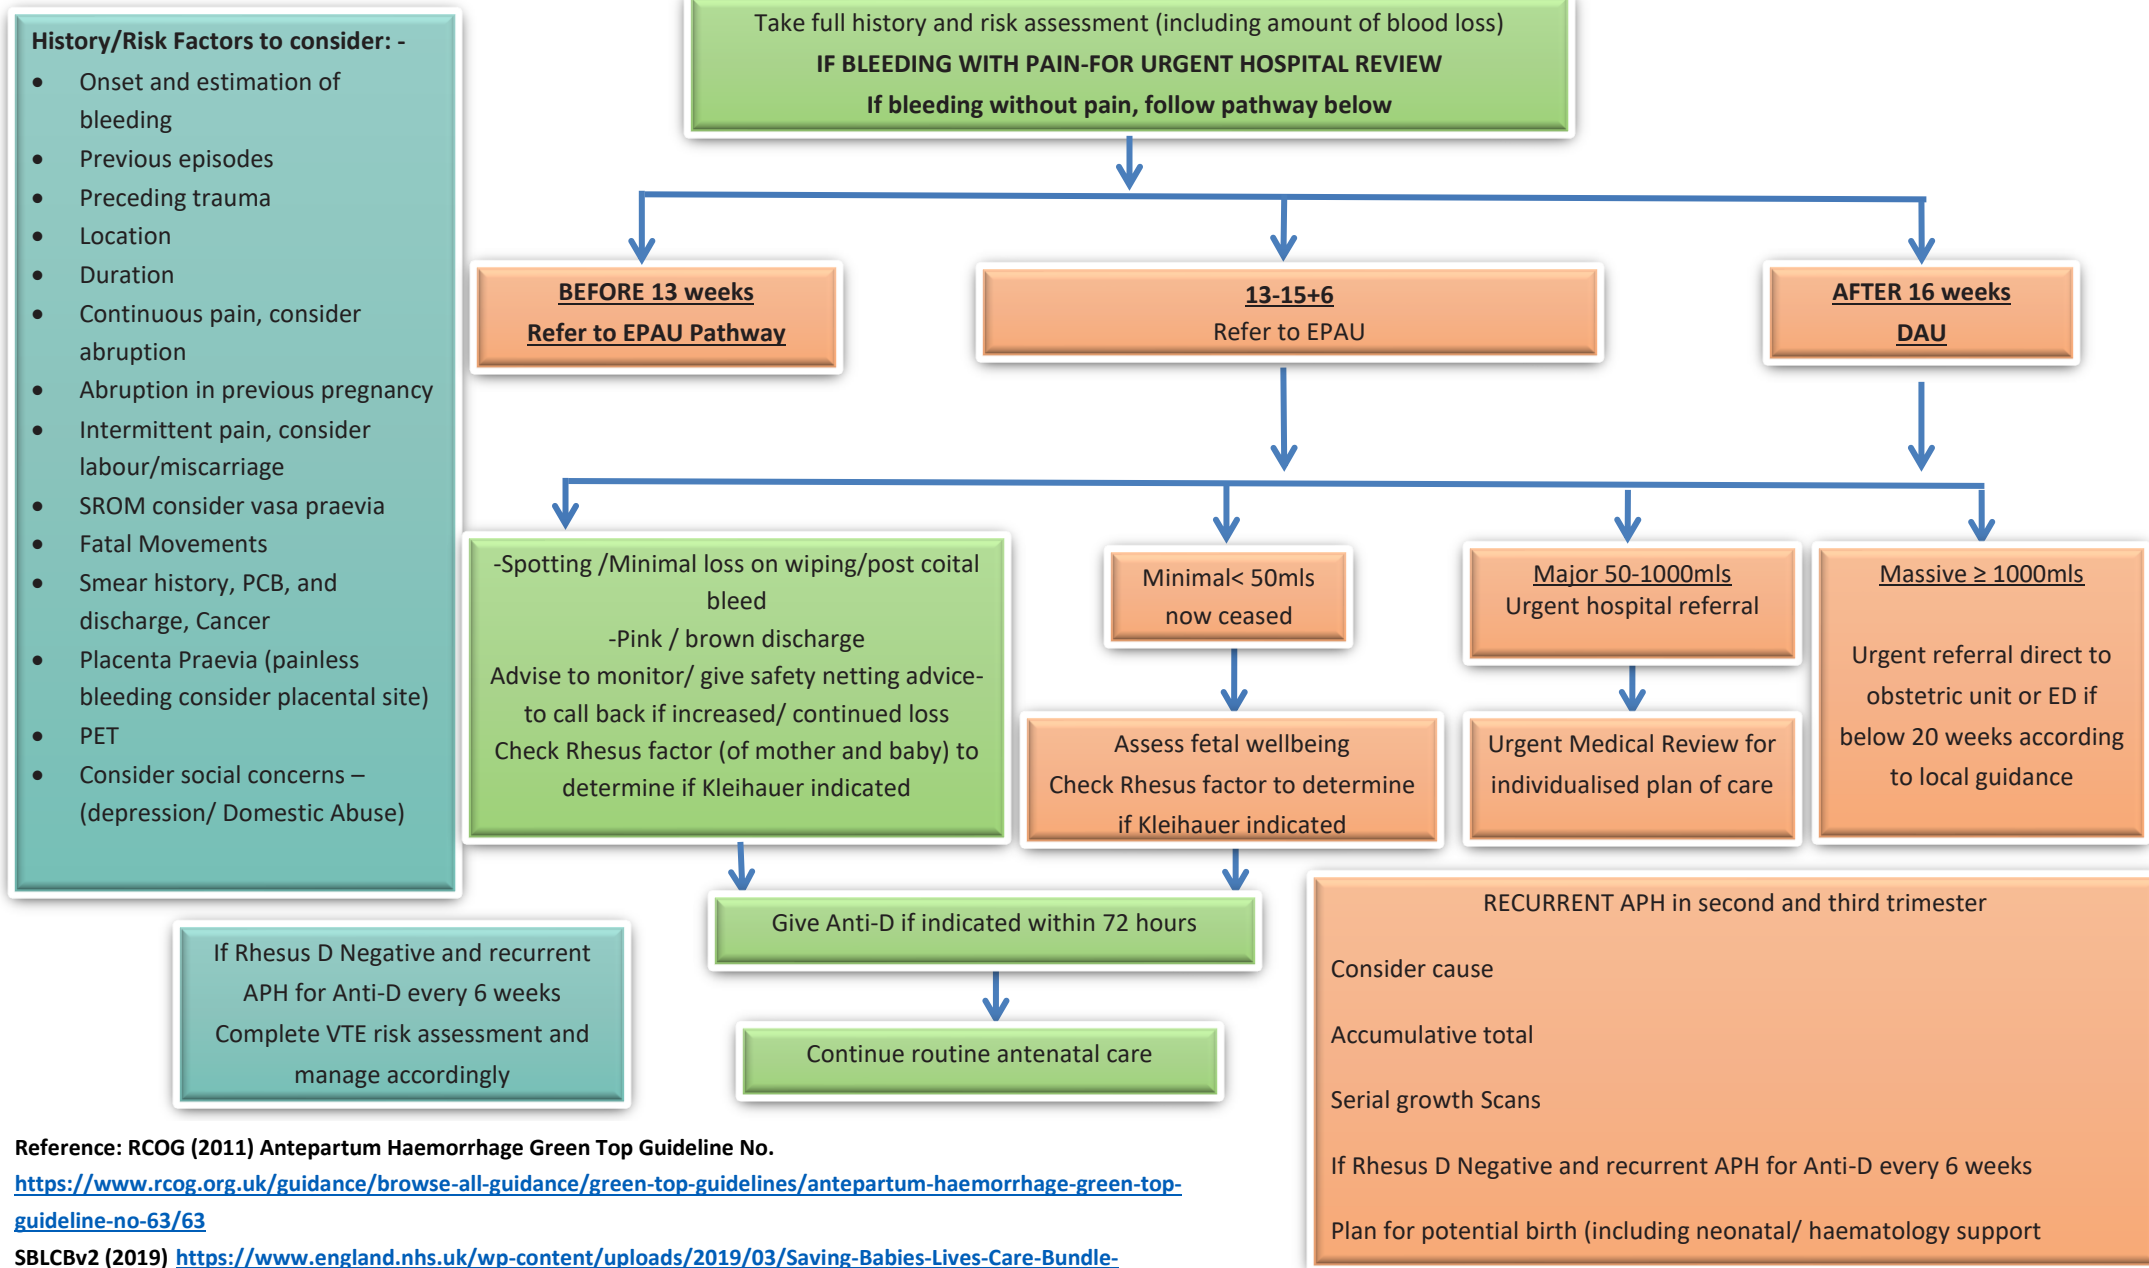 History/Risk Factors to consider: -
• Onset and estimation of
bleeding
• Previous episodes
• Preceding trauma
• Location
• Duration
• Continuous pain, consider
abruption
• Abruption in previous pregnancy
• Intermittent pain, consider
labour/miscarriage
• SROM consider vasa praevia
• Fatal Movements
• Smear history, PCB, and
discharge, Cancer
• Placenta Praevia (painless
bleeding consider placental site)
• PET
• Consider social concerns –
(depression/ Domestic Abuse)
Take full history and risk assessment (including amount of blood loss)
IF BLEEDING WITH PAIN-FOR URGENT HOSPITAL REVIEW
If bleeding without pain, follow pathway below
BEFORE 13 weeks
Refer to EPAU Pathway
13-15+6
Refer to EPAU
AFTER 16 weeks
DAU
-Spotting /Minimal loss on wiping/post coital
bleed
-Pink / brown discharge
Advise to monitor/ give safety netting advice-
to call back if increased/ continued loss
Check Rhesus factor (of mother and baby) to
determine if Kleihauer indicated
Minimal< 50mls
now ceased
Assess fetal wellbeing
Check Rhesus factor to determine
if Kleihauer indicated
Major 50-1000mls
Urgent hospital referral
Urgent Medical Review for
individualised plan of care
Massive ≥ 1000mls
Urgent referral direct to
obstetric unit or ED if
below 20 weeks according
to local guidance
Give Anti-D if indicated within 72 hours
Continue routine antenatal care
If Rhesus D Negative and recurrent
APH for Anti-D every 6 weeks
Complete VTE risk assessment and
manage accordingly
RECURRENT APH in second and third trimester
Consider cause
Accumulative total
Serial growth Scans
If Rhesus D Negative and recurrent APH for Anti-D every 6 weeks
Plan for potential birth (including neonatal/ haematology support
Reference: RCOG (2011) Antepartum Haemorrhage Green Top Guideline No.
https://www.rcog.org.uk/guidance/browse-all-guidance/green-top-guidelines/antepartum-haemorrhage-green-top-
guideline-no-63/63
SBLCBv2 (2019) https://www.england.nhs.uk/wp-content/uploads/2019/03/Saving-Babies-Lives-Care-Bundle-